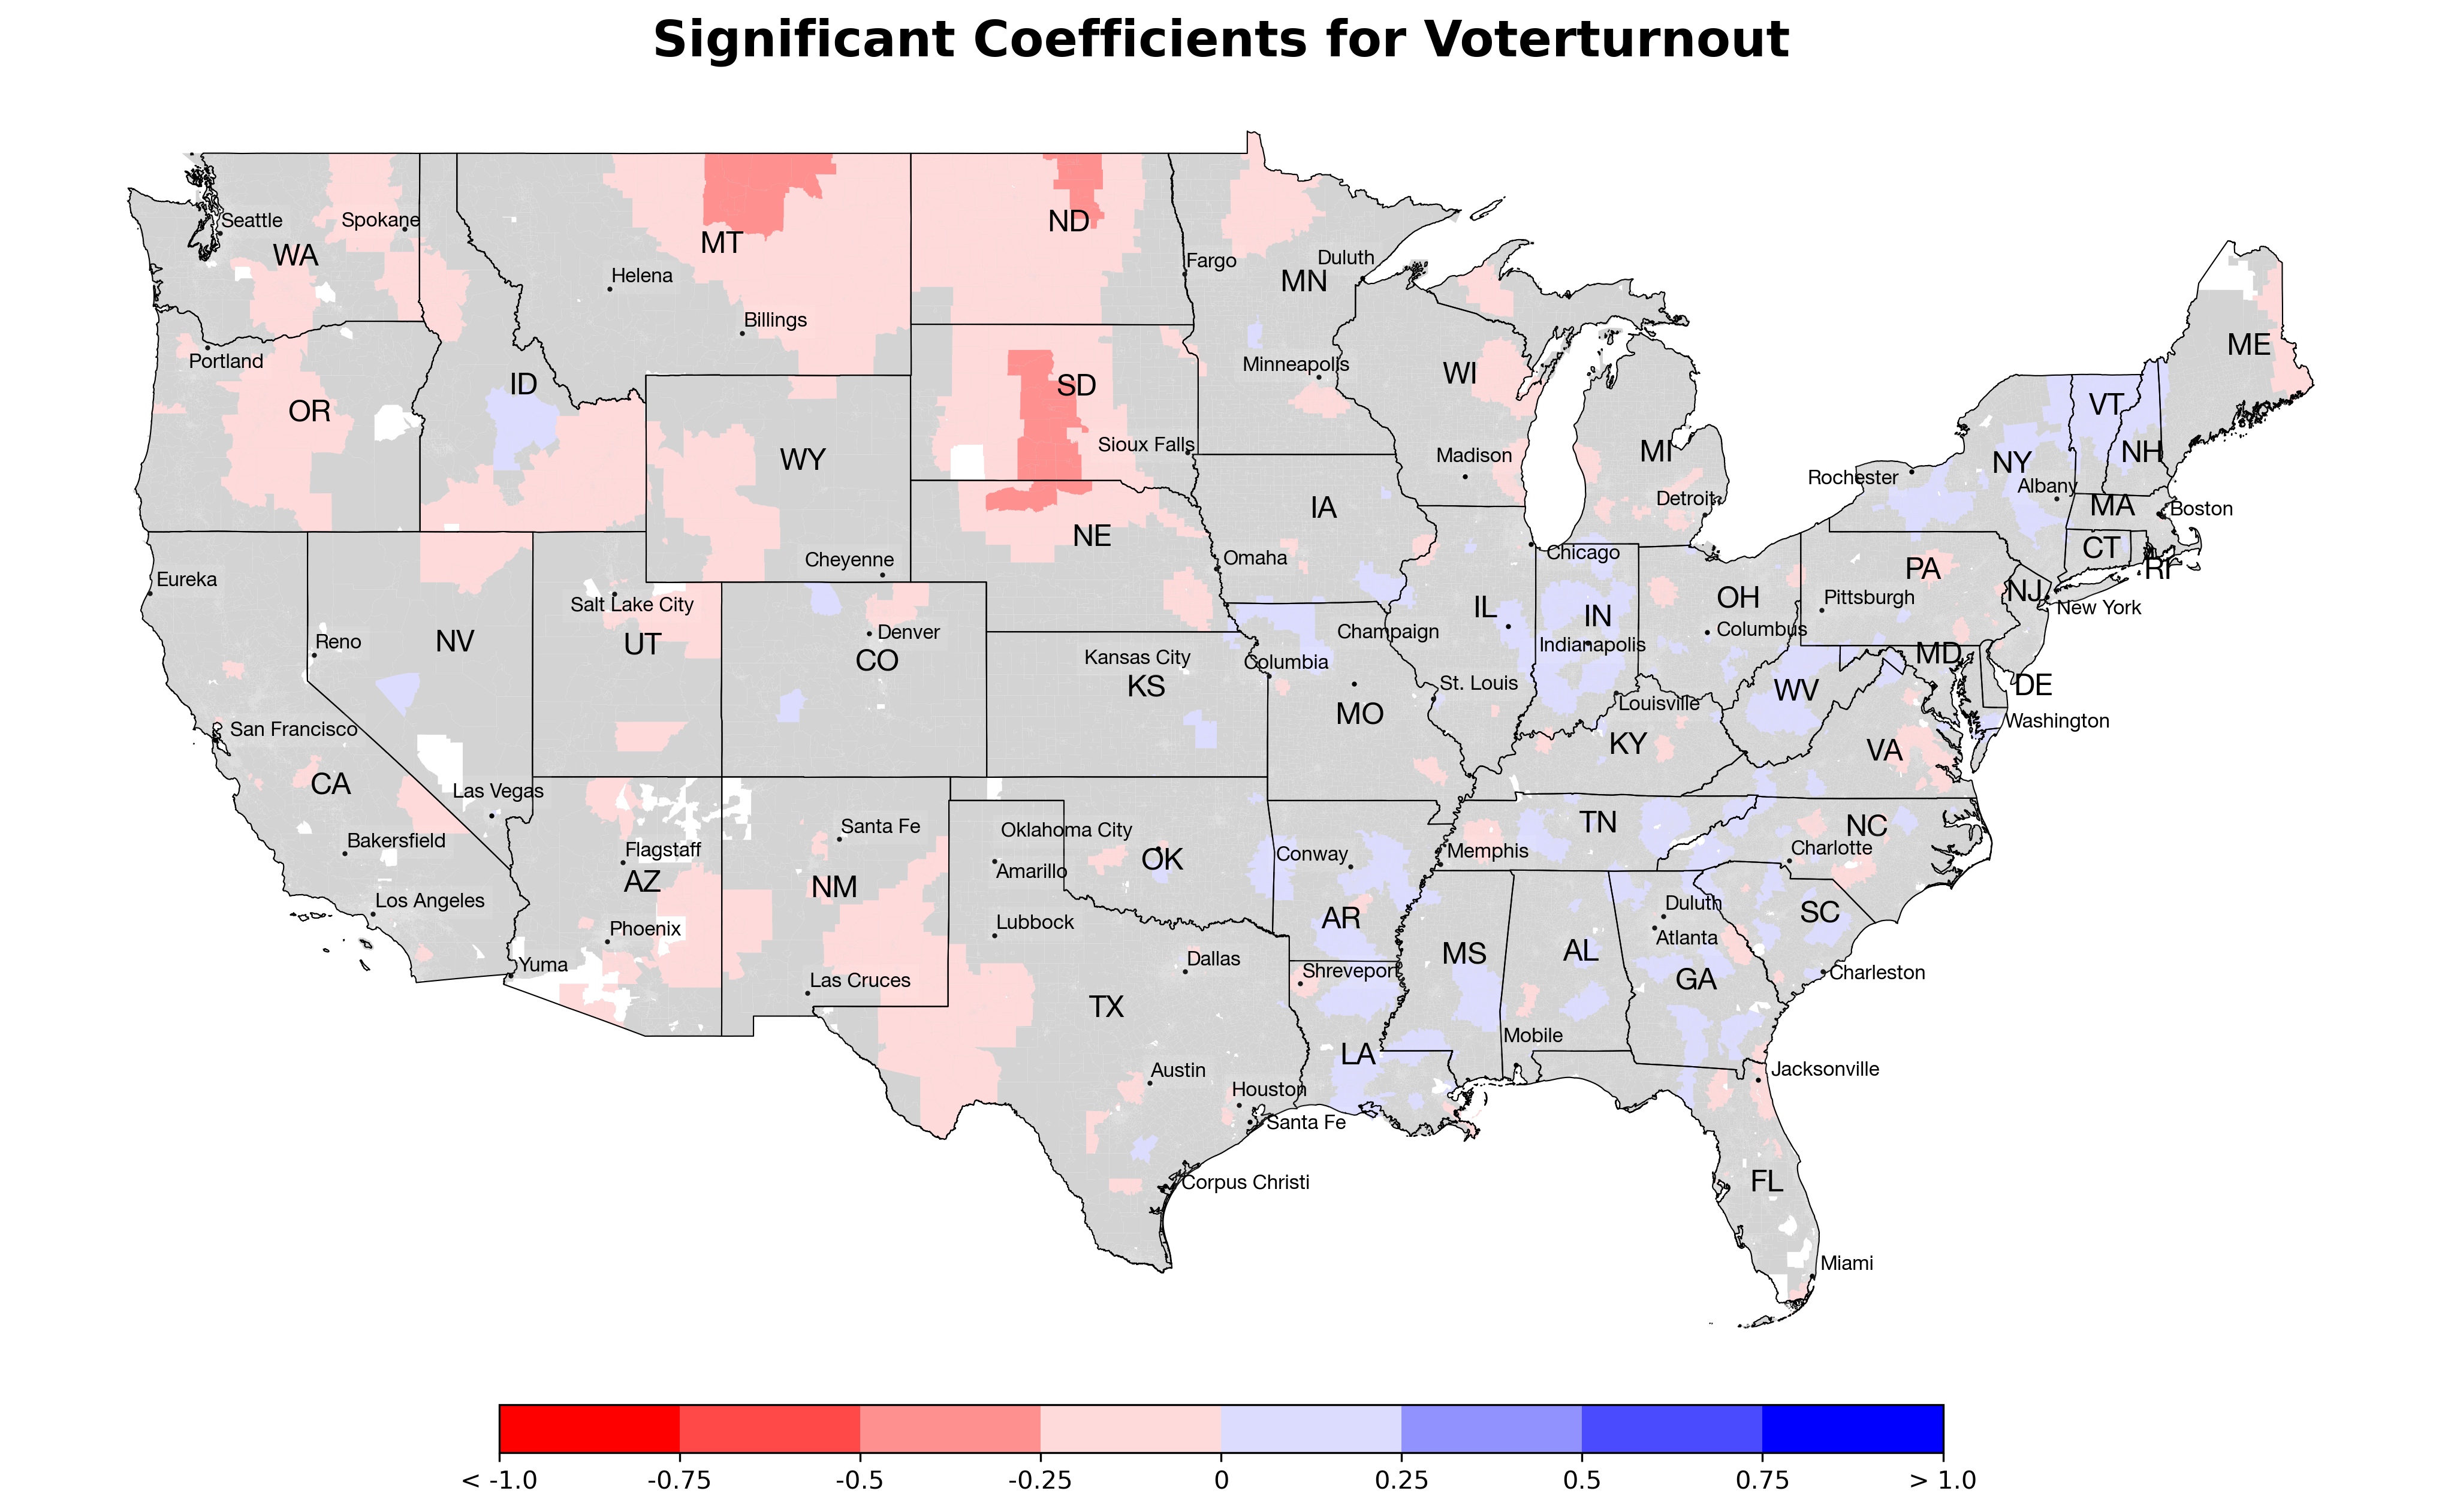 Significant Coefficients for Voterturnout
Seattle
Spokane
WA
MT
ND
Helena
Fargo
Duluth
MN
Billings
Portland
ID
OR
SD
Minneapolis
WI
ME
VT
WY
Sioux Falls
Madison
MI
NH
NY
Rochester
Albany
Detroit
MA
Boston
IA
NE
CT
RI
Cheyenne
Omaha
Chicago
PA
Eureka
Salt Lake City
IL
IN
OH
Pittsburgh
NJ
New York
Reno
NV
UT
Denver
CO
Champaign
Indianapolis
Columbus
Kansas City
KS
Columbia
MD
St. Louis
WV
DE
Louisville
Washington
San Francisco
MO
KY
VA
CA
Las Vegas
Santa Fe
Oklahoma City
TN
NC
Bakersfield
Flagstaff
AZ
NM
Amarillo
OK
Conway
Memphis
Charlotte
Los Angeles
Phoenix
Lubbock
AR
Duluth
SC
Atlanta
Yuma
Las Cruces
Dallas
Shreveport
MS
AL
GA
Charleston
TX
Mobile
LA
Austin
Houston
Jacksonville
Santa Fe
Corpus Christi
FL
Miami
< -1.0 -0.75 -0.5 -0.25 0 0.25 0.5 0.75 > 1.0